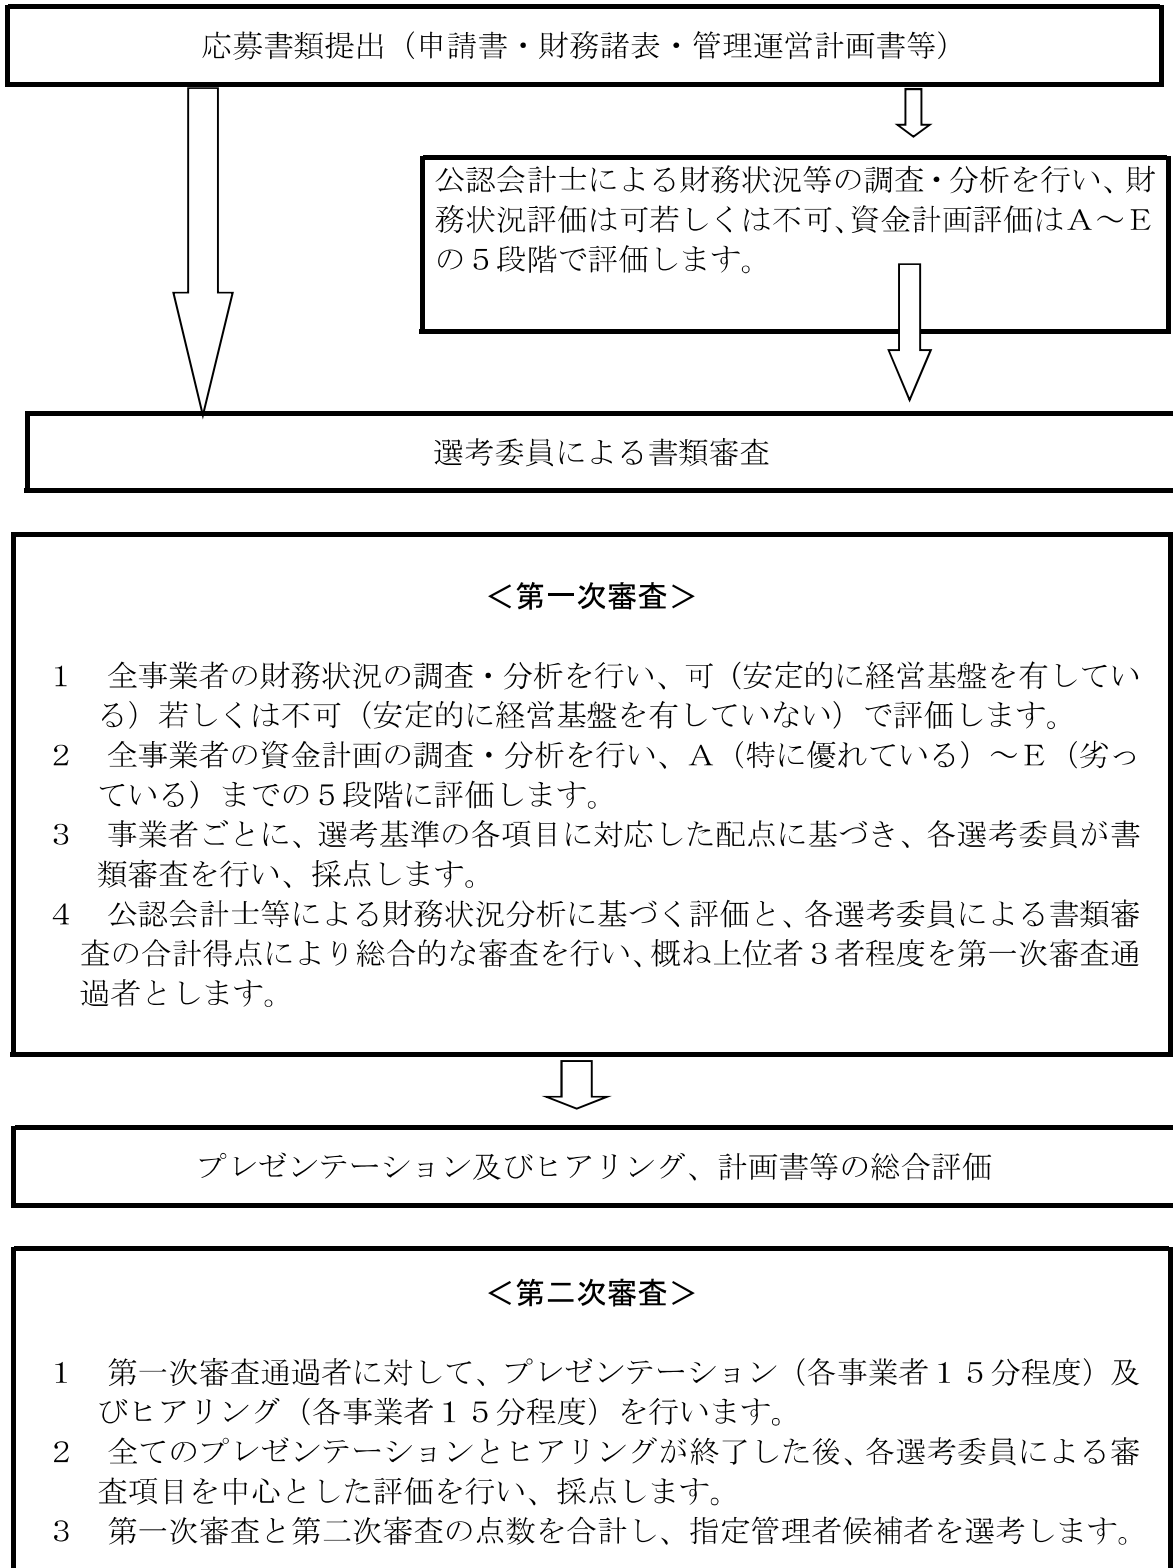 応募書類提出（申請書・財務諸表・管理運営計画書等）
公認会計士による財務状況等の調査・分析を行い、財
務状況評価は可若しくは不可、資金計画評価はＡ～Ｅ
の５段階で評価します。
選考委員による書類審査
＜第一次審査＞
１　全事業者の財務状況の調査・分析を行い、可（安定的に経営基盤を有してい
る）若しくは不可（安定的に経営基盤を有していない）で評価します。
２　全事業者の資金計画の調査・分析を行い、Ａ（特に優れている）～Ｅ（劣っ
ている）までの５段階に評価します。
３　事業者ごとに、選考基準の各項目に対応した配点に基づき、各選考委員が書
類審査を行い、採点します。
４　公認会計士等による財務状況分析に基づく評価と、各選考委員による書類審
査の合計得点により総合的な審査を行い、概ね上位者３者程度を第一次審査通
過者とします。
プレゼンテーション及びヒアリング、計画書等の総合評価
＜第二次審査＞
１　第一次審査通過者に対して、プレゼンテーション（各事業者１５分程度）及
びヒアリング（各事業者１５分程度）を行います。
２　全てのプレゼンテーションとヒアリングが終了した後、各選考委員による審
査項目を中心とした評価を行い、採点します。
３　第一次審査と第二次審査の点数を合計し、指定管理者候補者を選考します。